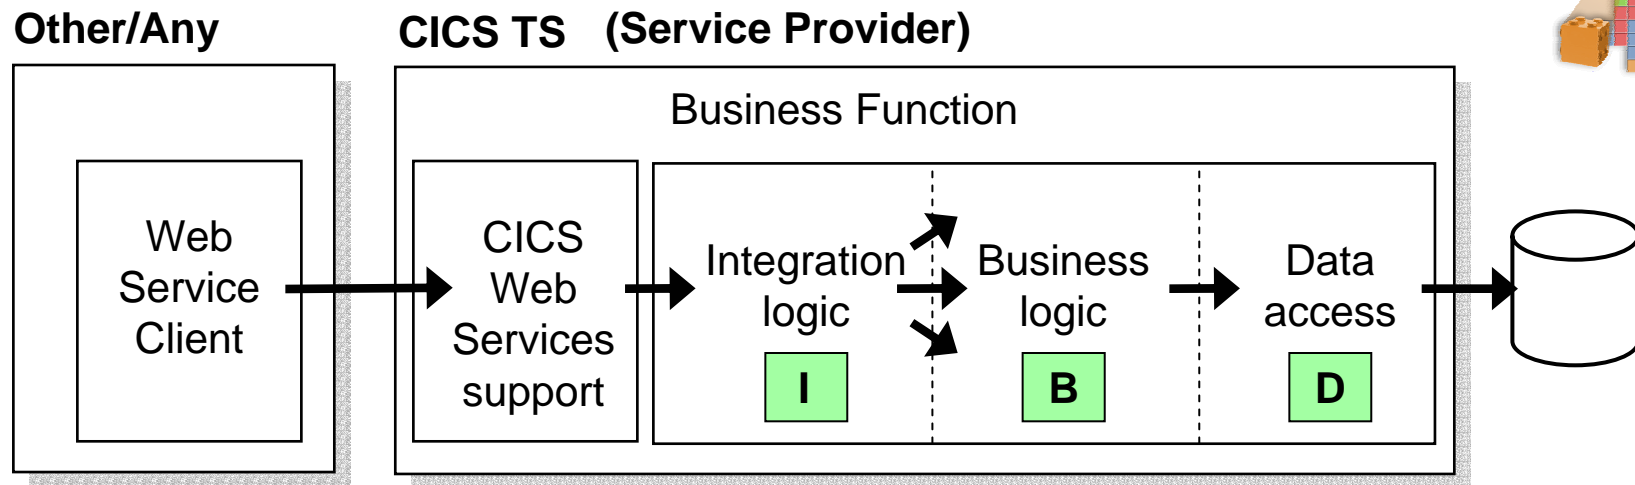 Other/Any
CICS TS (Service Provider)
Business Function
Web
Service
Client
CICS
Web
Services
support
Integration
logic
I
Business
logic
B
Data
access
D